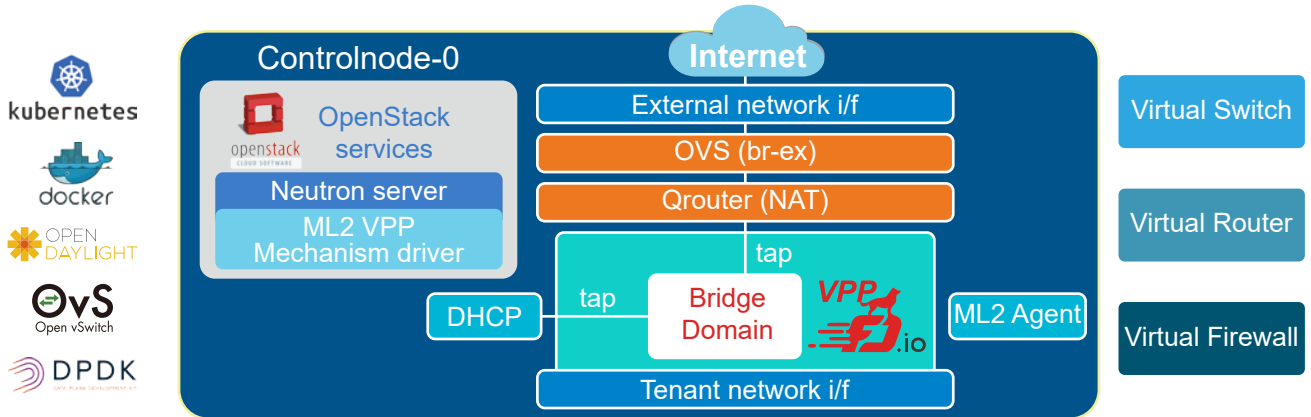 kubernetes
docker
OPEN
DAYLIGHT
OvS
Open vSwitch
DPDK
Controlnode-0
openstack
CLOUD SOFTWARE
OpenStack
services
Neutron server
ML2 VPP
Mechanism driver
Internet
External network i/f
OVS (br-ex)
Qrouter (NAT)
tap
DHCP
tap
Bridge
Domain
VPP
FD.io
ML2 Agent
Tenant network i/f
Virtual Switch
Virtual Router
Virtual Firewall